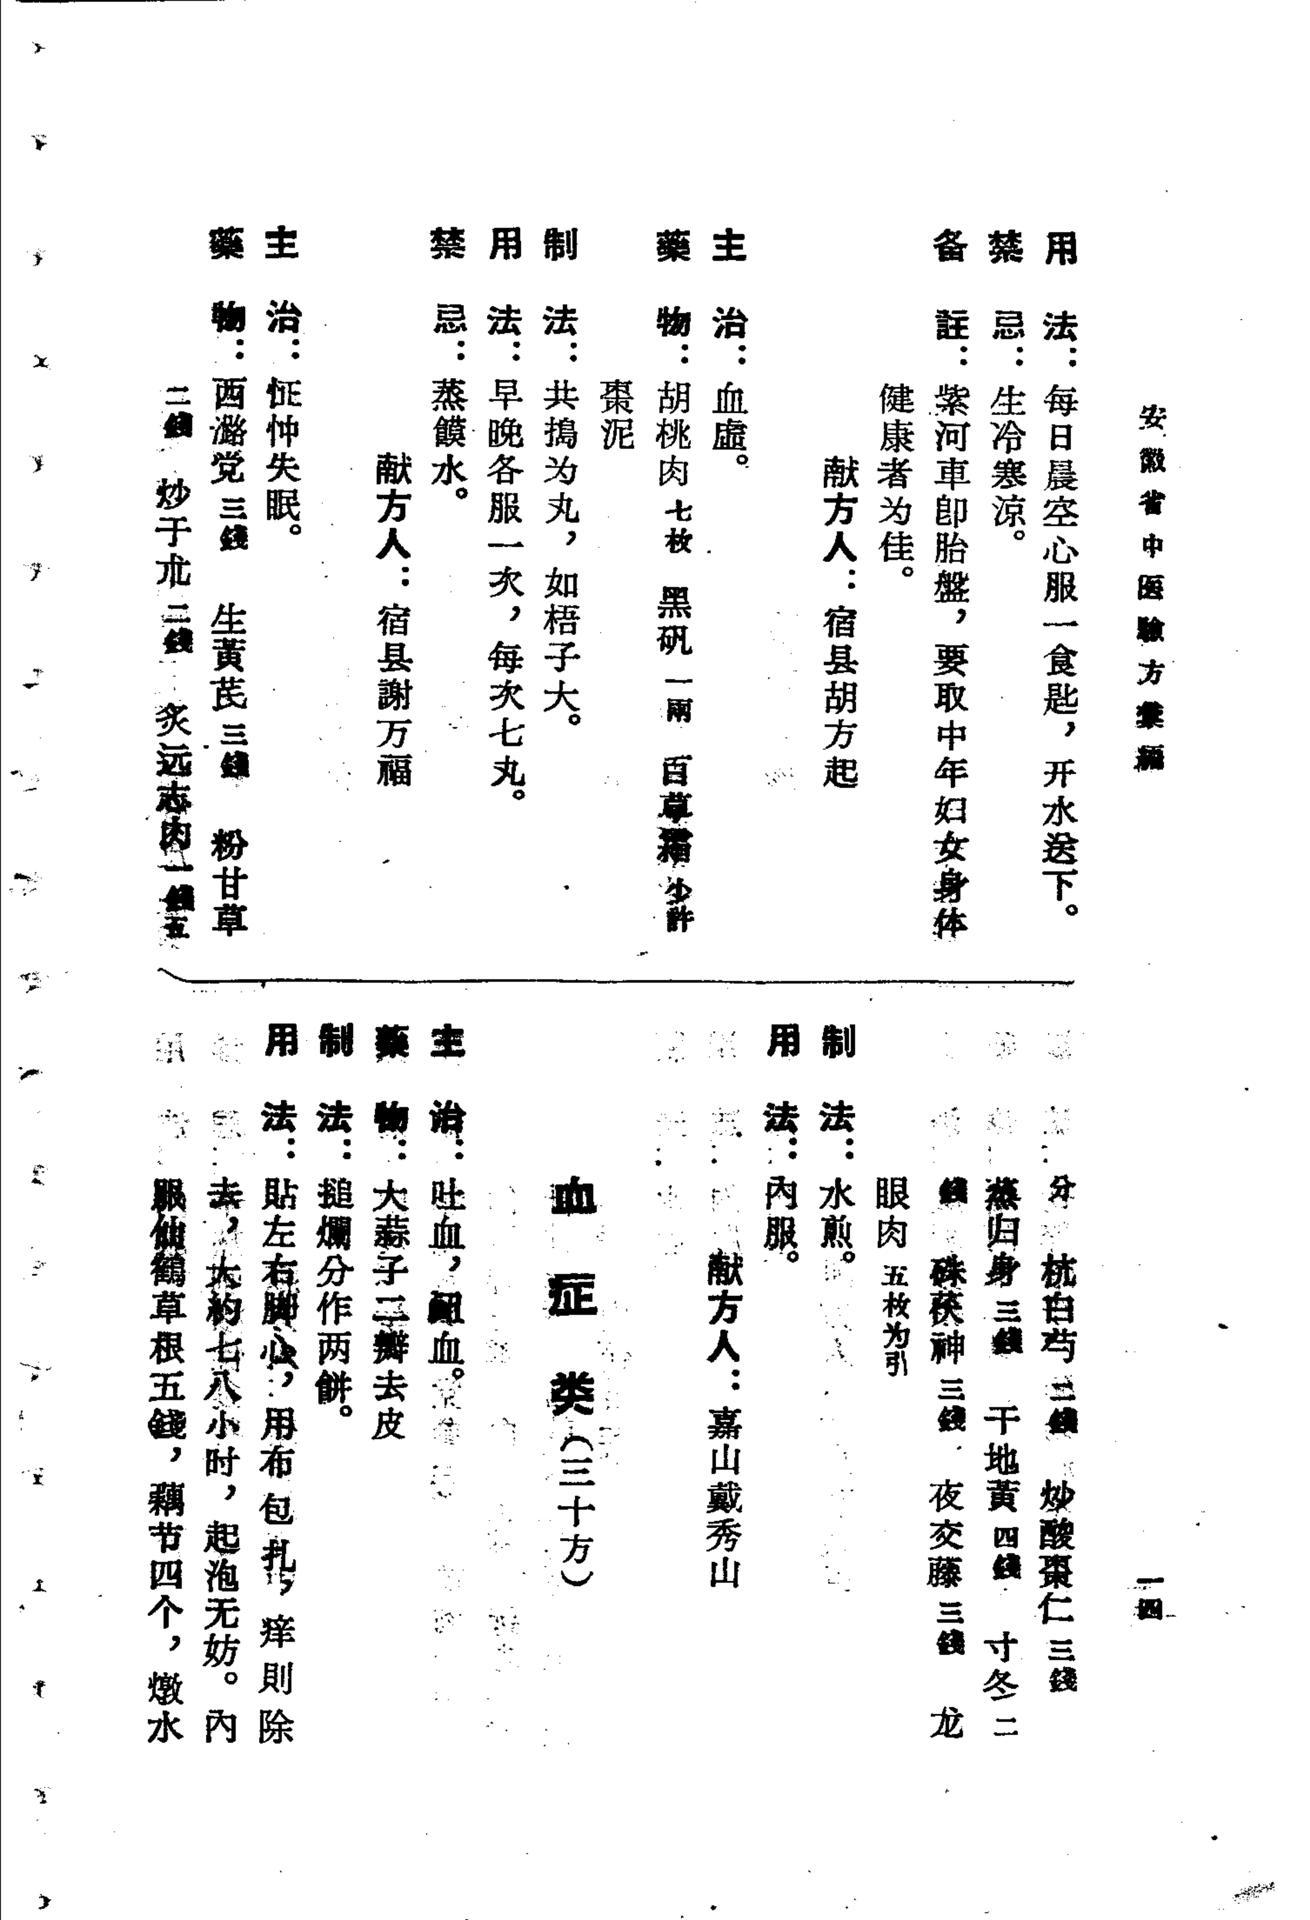 安徽省中医驗方彙編
一四
用法：每日晨空心服一食匙，开水送下。
禁忌：生冷寒涼。
备註：紫河車卽胎盤，要取中年妇女身体
健康者为佳。
献方人：宿县胡方起
主治：血虛。
藥物：胡桃肉七枚 黑矾一兩 百草霜少許
棗泥
制法：共搗为丸，如梧子大。
用法：早晚各服一次，每次七丸。
禁忌：蒸饃水。
献方人：宿县謝万福
主治：怔忡失眠。
藥物：西潞党三錢 生黃芪三錢 粉甘草
二錢 炒于朮二錢 炙远志肉一錢五
分 杭白芍二錢 炒酸棗仁三錢
蒸归身三錢 干地黃四錢 寸冬二
錢 硃茯神三錢 夜交藤三錢 龙
眼肉五枚为引
制法：水煎。
用法：內服。
献方人：嘉山戴秀山
血症类（三十方）
主治：吐血，衂血。
藥物：大蒜子二瓣去皮
制法：搥爛分作两餅。
用法：貼左右脚心，用布包扎，痒則除
去，大約七八小时，起泡无妨。內
服仙鶴草根五錢，藕节四个，燉水